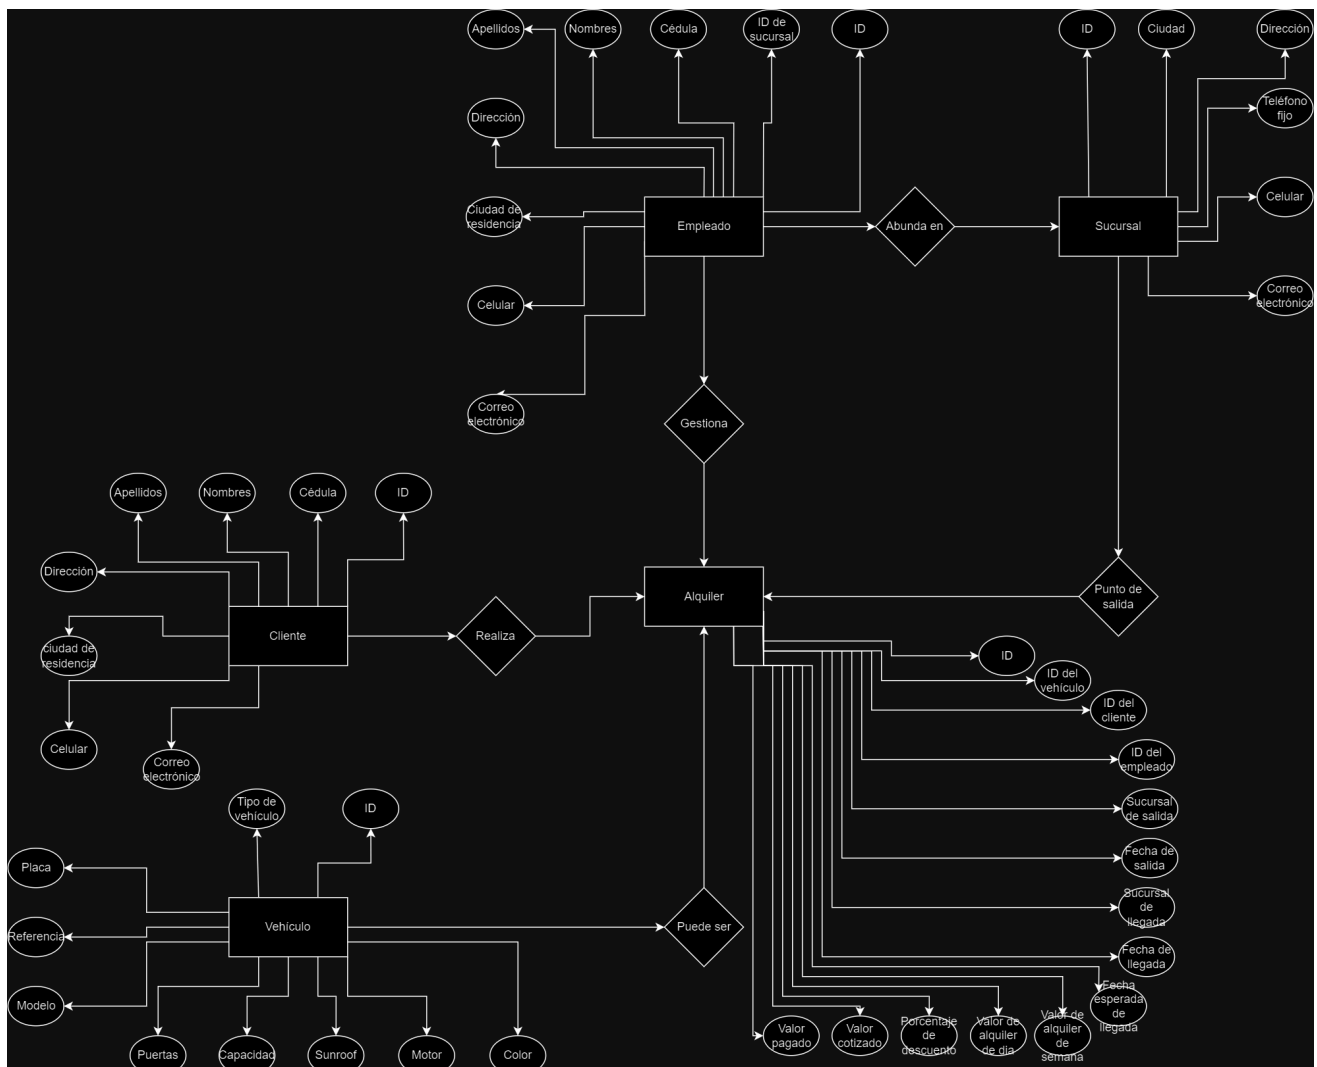 Apellidos
Nombres
Cédula
ID de
sucursal
ID
ID
Ciudad
Dirección
Teléfono
fijo
Dirección
Celular
Ciudad de
residencia
Empleado
Abunda en
Sucursal
Celular
Correo
electrónico
Correo
electrónico
Gestiona
Apellidos
Nombres
Cédula
ID
Dirección
Alquiler
Punto de
salida
Cliente
Realiza
ciudad de
residencia
ID
ID del
vehículo
ID del
cliente
Celular
Correo
electrónico
ID del
empleado
Tipo de
vehículo
ID
Sucursal
de salida
Placa
Fecha de
salida
Sucursal
de
llegada
Vehículo
Puede ser
Referencia
Fecha de
llegada
Modelo
Fecha
esperada
de
llegada
Puertas
Capacidad
Sunroof
Motor
Color
Valor
pagado
Valor
cotizado
Porcentaje
de
descuento
Valor de
alquiler
de dia
Valor de
alquiler
de
semana